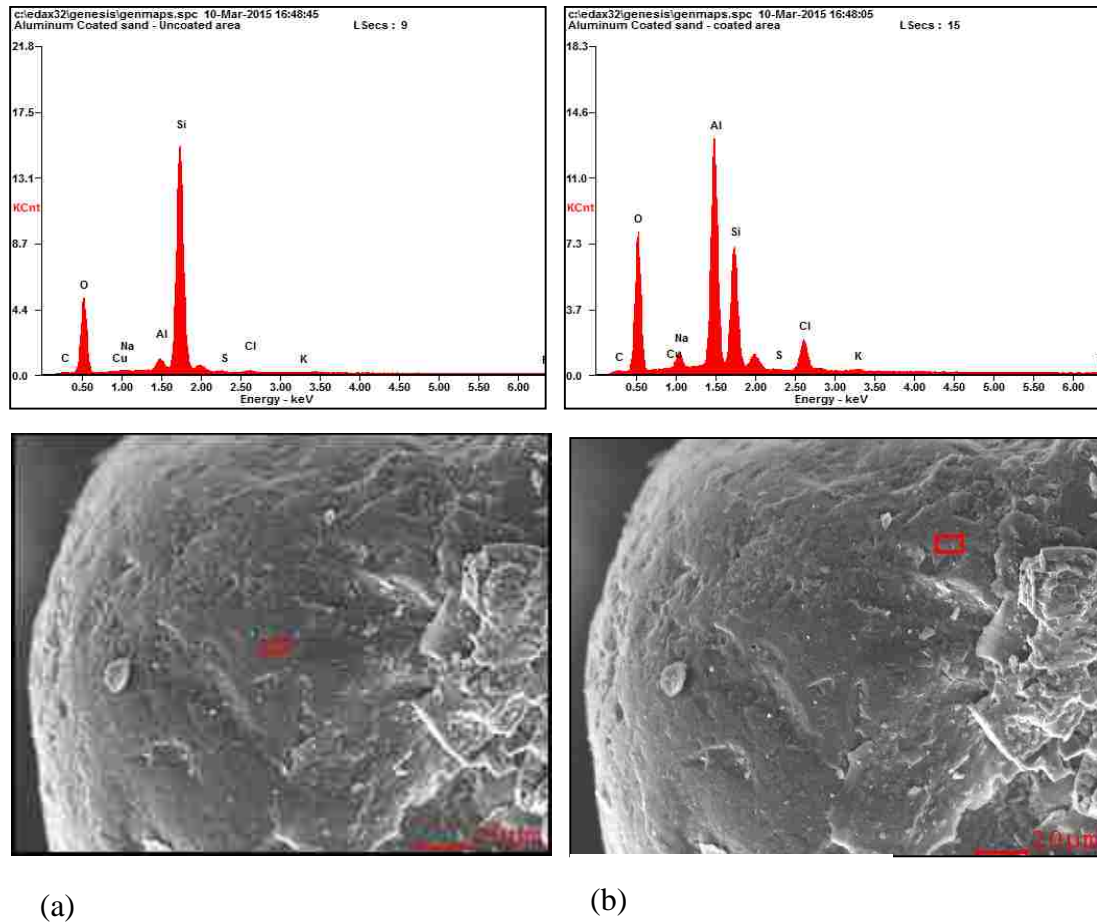 c:\edax32\genesis\genmaps.spc 10-Mar-2015 16:48:45
Aluminum Coated sand - Uncoated area LSecs : 9
21.8
17.5
13.1
KCnt
8.7
4.4
0.0
C
O
Cu
Na
Al
Si
S
Cl
K
0.50 1.00 1.50 2.00 2.50 3.00 3.50 4.00 4.50 5.00 5.50 6.00
Energy - keV
c:\edax32\genesis\genmaps.spc 10-Mar-2015 16:48:05
Aluminum Coated sand - coated area LSecs : 15
18.3
14.6
11.0
KCnt
7.3
3.7
0.0
C
O
Cu
Na
Al
Si
S
Cl
K
0.50 1.00 1.50 2.00 2.50 3.00 3.50 4.00 4.50 5.00 5.50 6.00
Energy - keV
20µm
(a)
(b)